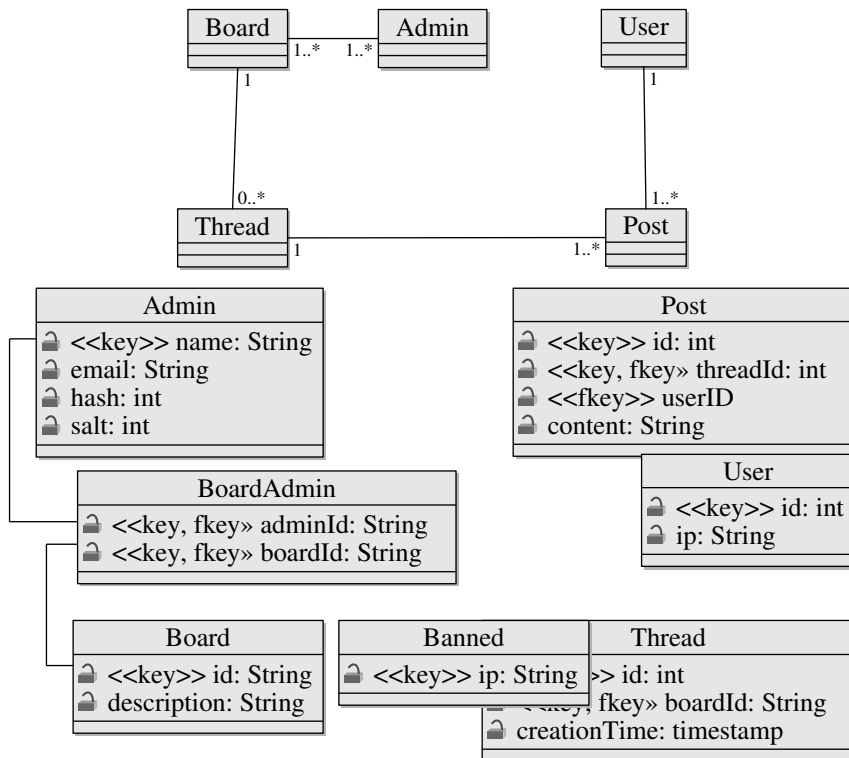 Board
Admin
User
1..*
1..*
1
1
0..*
1..*
Thread
Post
1
1..*
Admin
<<key>> name: String
email: String
hash: int
salt: int
Post
<<key>> id: int
<<key, fkey» threadId: int
<<fkey>> userID
content: String
BoardAdmin
<<key, fkey» adminId: String
<<key, fkey» boardId: String
User
<<key>> id: int
ip: String
Board
<<key>> id: String
description: String
Banned
<<key>> ip: String
Thread
>> id: int
fkey» boardId: String
creationTime: timestamp